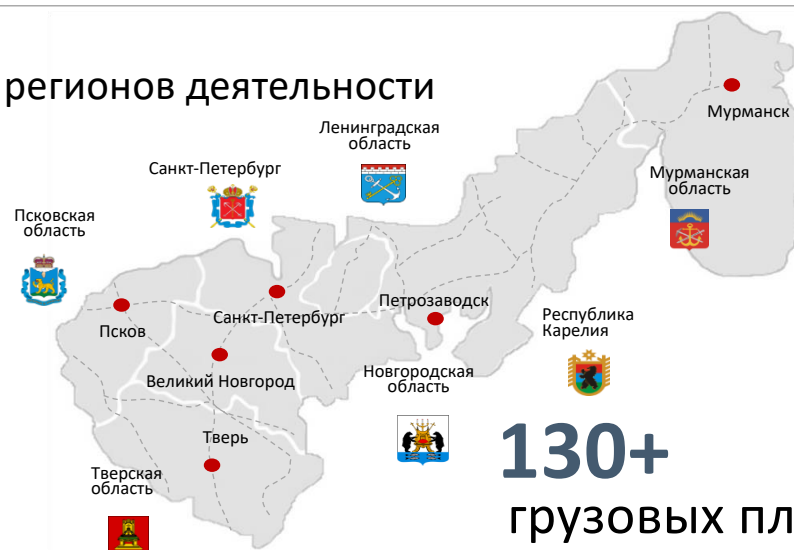 регионов деятельности
Мурманск
Ленинградская
область
Санкт-Петербург
Мурманская
область
Псковская
область
Петрозаводск
Санкт-Петербург
Республика
Карелия
Псков
Новгородская
область
Великий Новгород
Тверь
130+
Тверская
область
грузовых пл